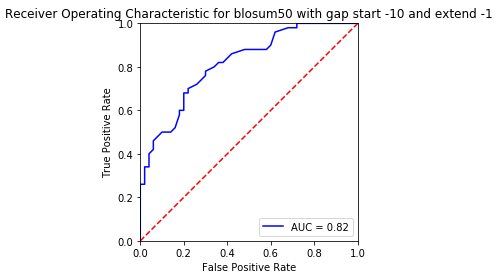 Receiver Operating Characteristic for blosum50 with gap start -10 and extend -1
1.0
0.8
0.6
0.4
0.2
0.0
True Positive Rate
AUC = 0.82
0.0 0.2 0.4 0.6 0.8 1.0
False Positive Rate